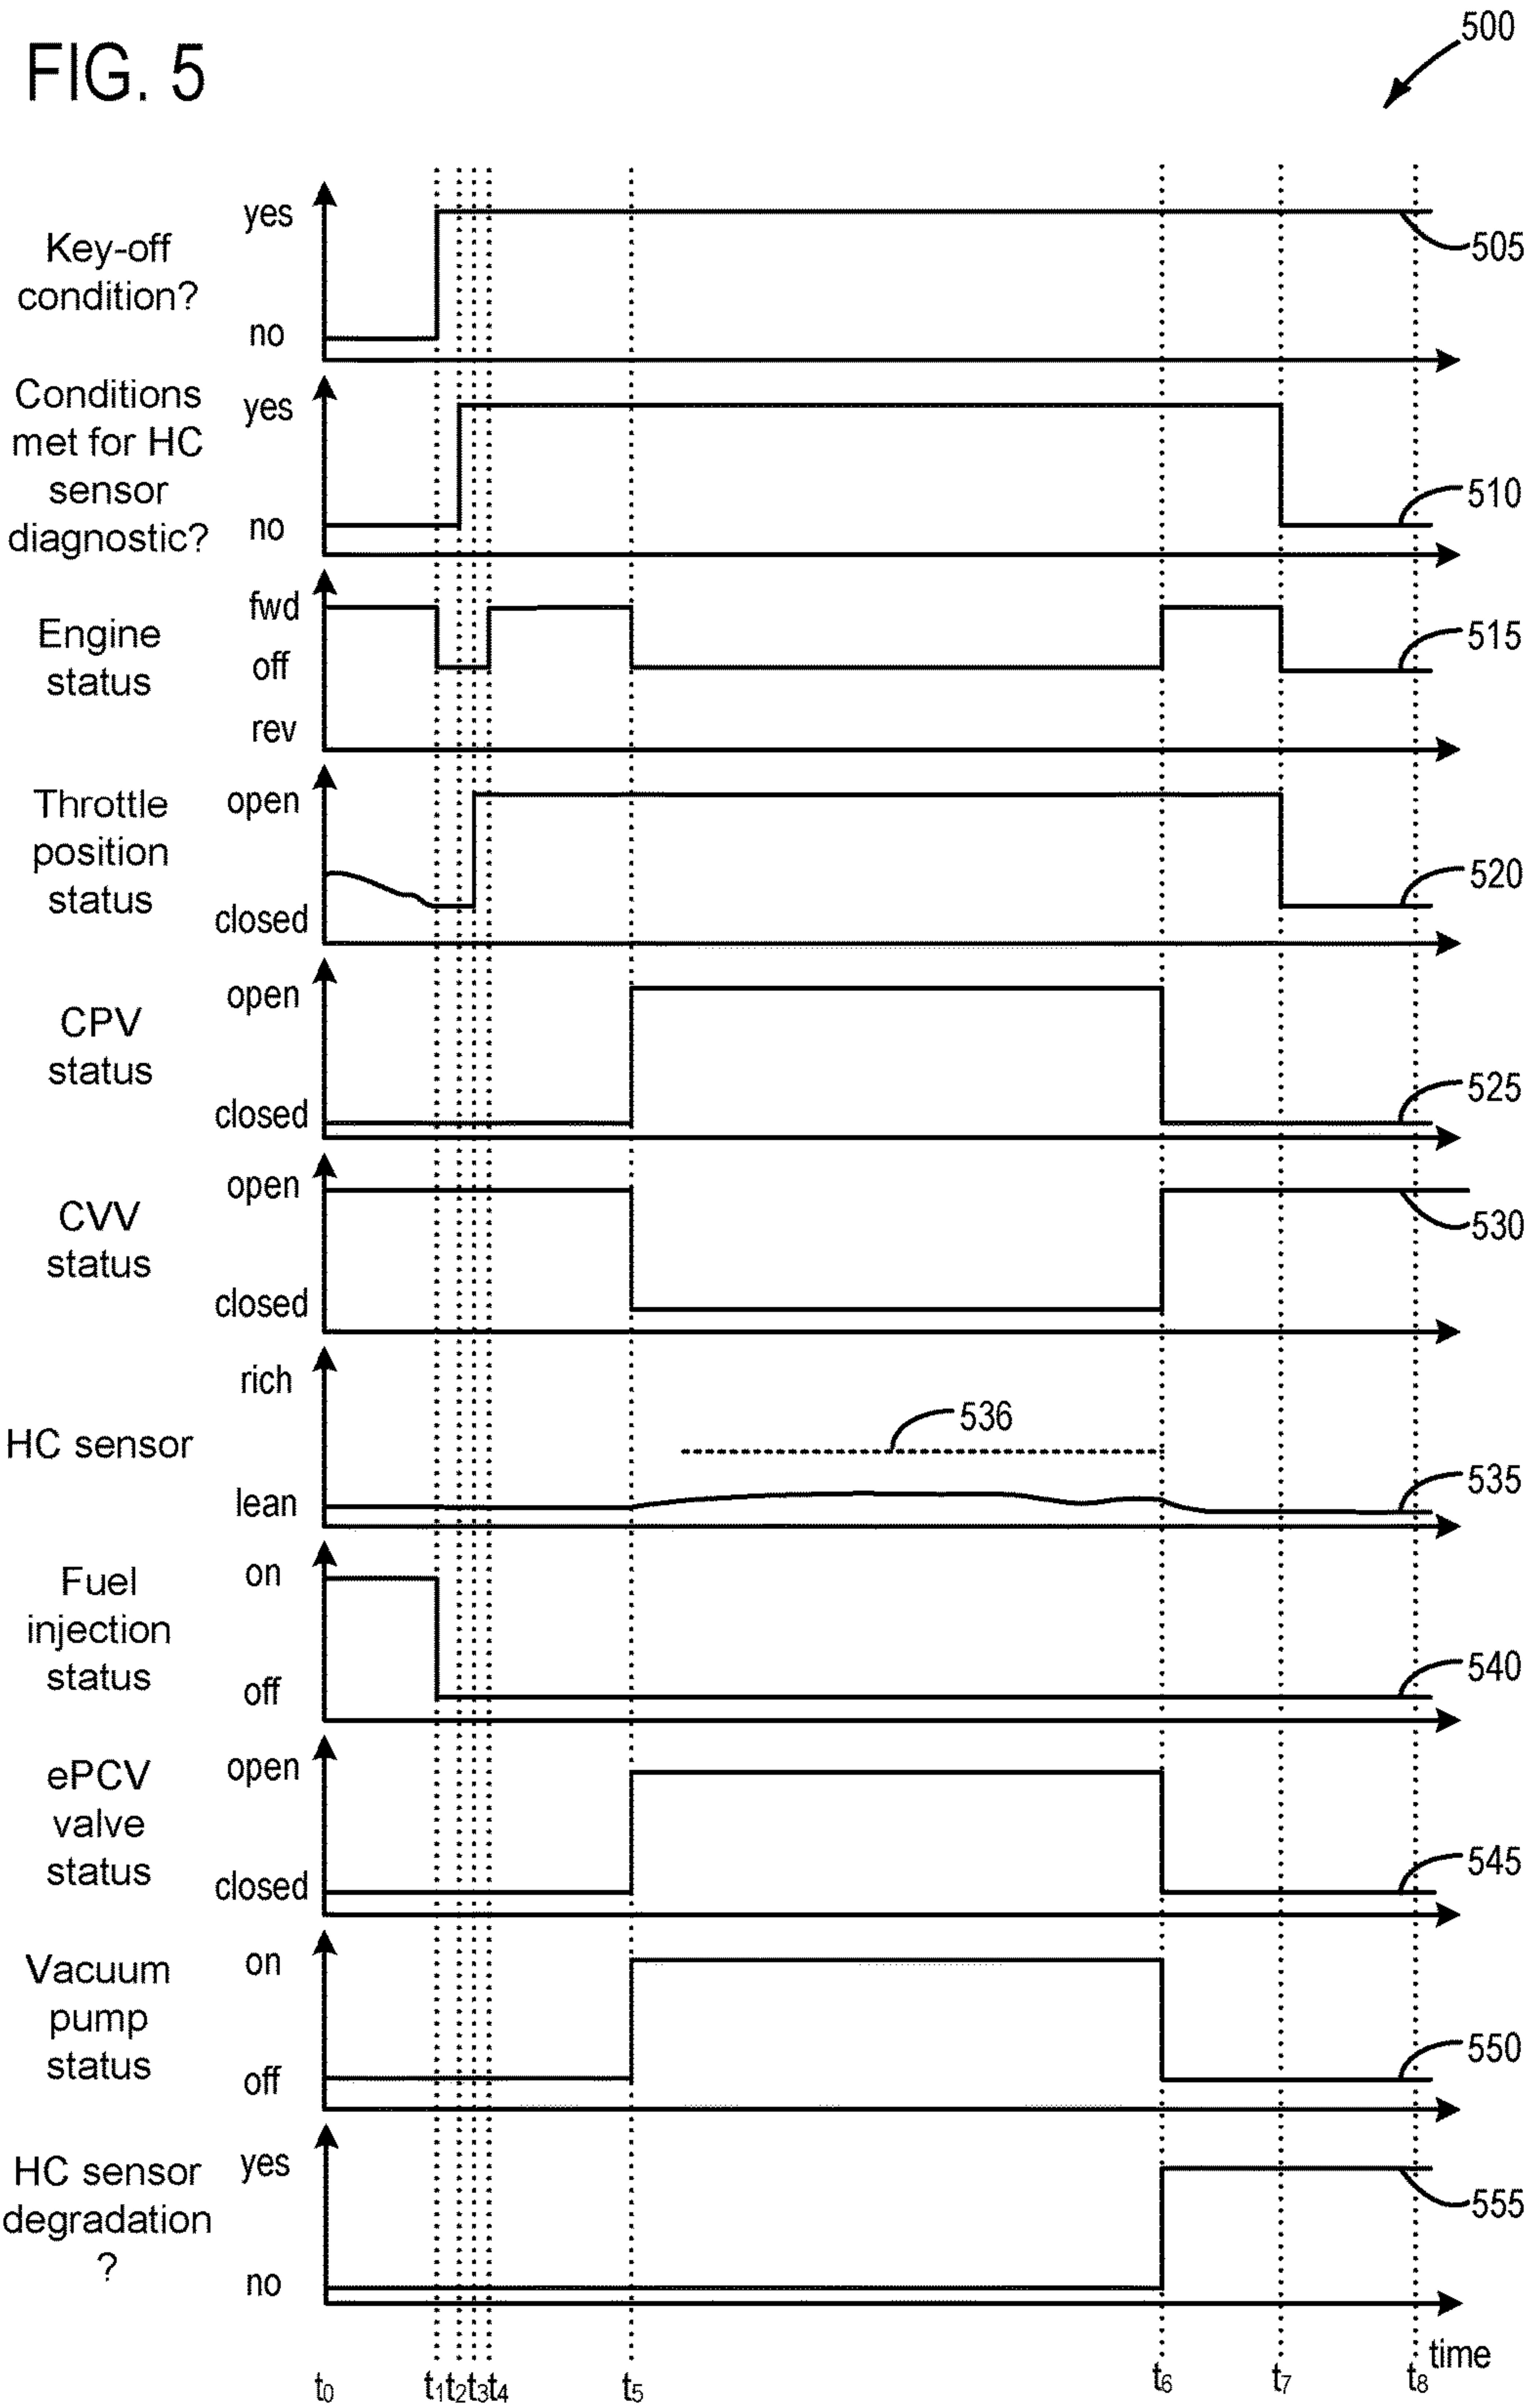 FIG. 5
500
Key-off
condition?
yes
no
505
Conditions
met for HC
sensor
diagnostic?
yes
no
510
Engine
status
fwd
off
rev
515
Throttle
position
status
open
closed
520
CPV
status
open
closed
525
CVV
status
open
closed
530
HC sensor
rich
lean
536
535
Fuel
injection
status
on
off
540
ePCV
valve
status
open
closed
545
Vacuum
pump
status
on
off
550
HC sensor
degradation
?
yes
no
555
t0 t1 t2 t3 t4 t5 t6 t7 t8 time